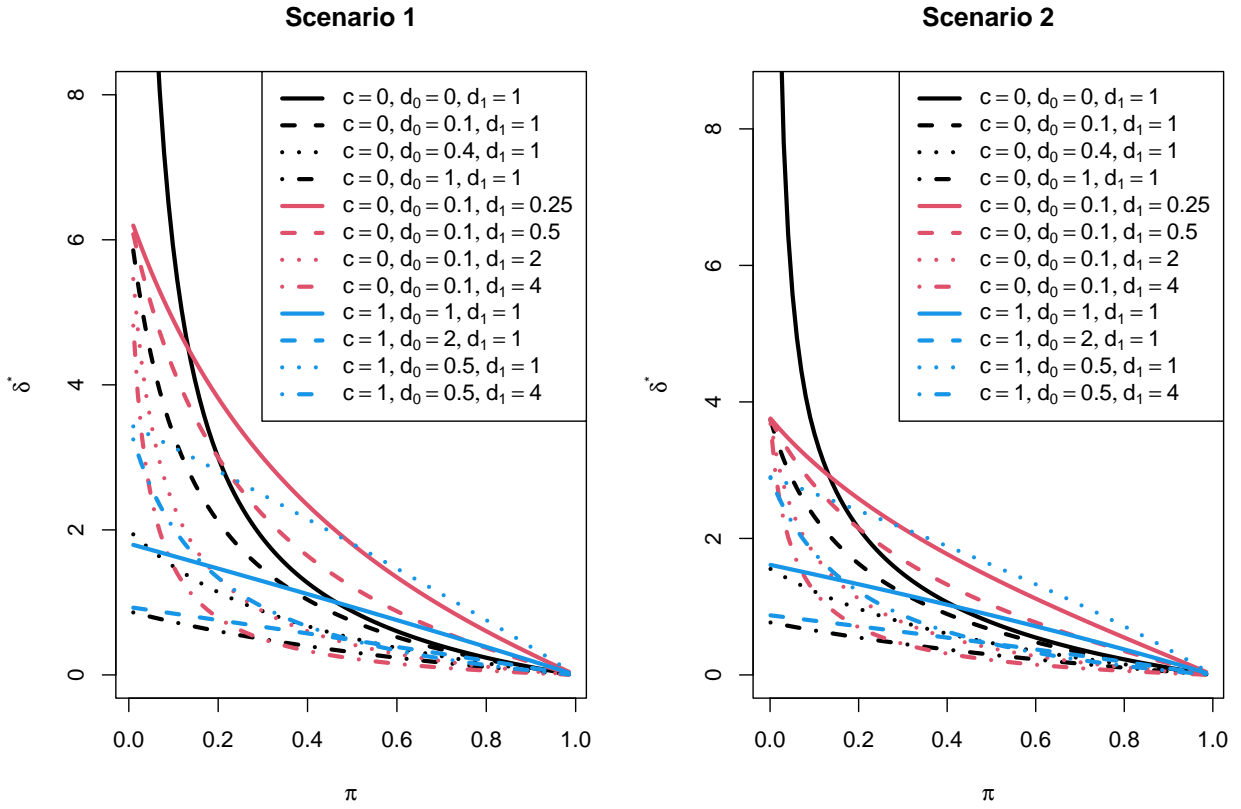 Scenario 1
8
6
4
2
0
δ*
0.0 0.2 0.4 0.6 0.8 1.0
π
c = 0, d₀ = 0, d₁ = 1
c = 0, d₀ = 0.1, d₁ = 1
c = 0, d₀ = 0.4, d₁ = 1
c = 0, d₀ = 1, d₁ = 1
c = 0, d₀ = 0.1, d₁ = 0.25
c = 0, d₀ = 0.1, d₁ = 0.5
c = 0, d₀ = 0.1, d₁ = 2
c = 0, d₀ = 0.1, d₁ = 4
c = 1, d₀ = 1, d₁ = 1
c = 1, d₀ = 2, d₁ = 1
c = 1, d₀ = 0.5, d₁ = 1
c = 1, d₀ = 0.5, d₁ = 4
Scenario 2
8
6
4
2
0
δ*
0.0 0.2 0.4 0.6 0.8 1.0
π
c = 0, d₀ = 0, d₁ = 1
c = 0, d₀ = 0.1, d₁ = 1
c = 0, d₀ = 0.4, d₁ = 1
c = 0, d₀ = 1, d₁ = 1
c = 0, d₀ = 0.1, d₁ = 0.25
c = 0, d₀ = 0.1, d₁ = 0.5
c = 0, d₀ = 0.1, d₁ = 2
c = 0, d₀ = 0.1, d₁ = 4
c = 1, d₀ = 1, d₁ = 1
c = 1, d₀ = 2, d₁ = 1
c = 1, d₀ = 0.5, d₁ = 1
c = 1, d₀ = 0.5, d₁ = 4